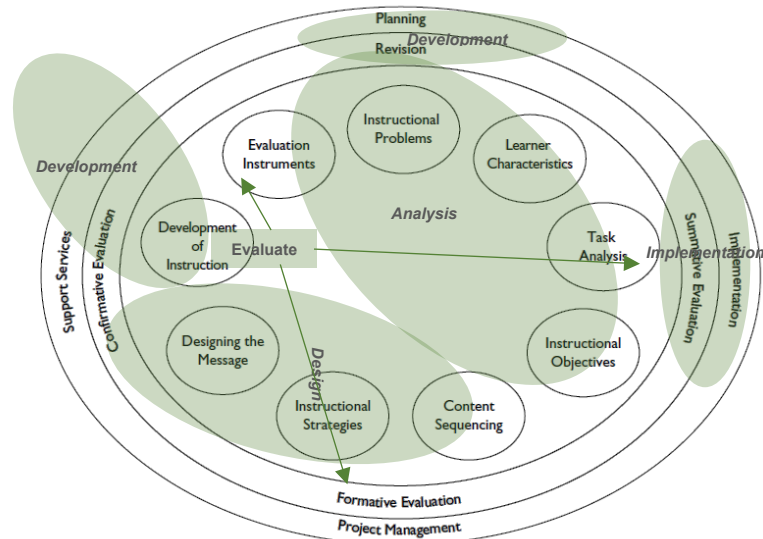 Planning
Development
Revision
Instructional
Problems
Evaluation
Instruments
Learner
Characteristics
Development
Analysis
Development
of
Instruction
Evaluate
Task
Analysis
Implementation
Support Services
Confirmative Evaluation
Summative Evaluation
Implementation
Designing the
Message
Design
Instructional
Objectives
Instructional
Strategies
Content
Sequencing
Formative Evaluation
Project Management